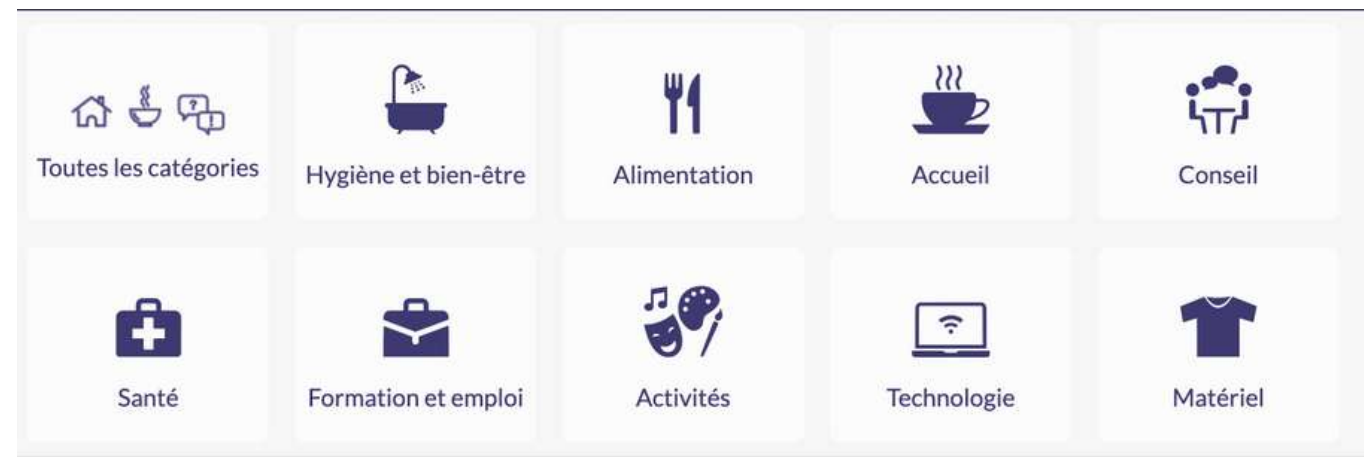 Toutes les catégories
Hygiène et bien-être
Alimentation
Accueil
Conseil
Santé
Formation et emploi
Activités
Technologie
Matériel